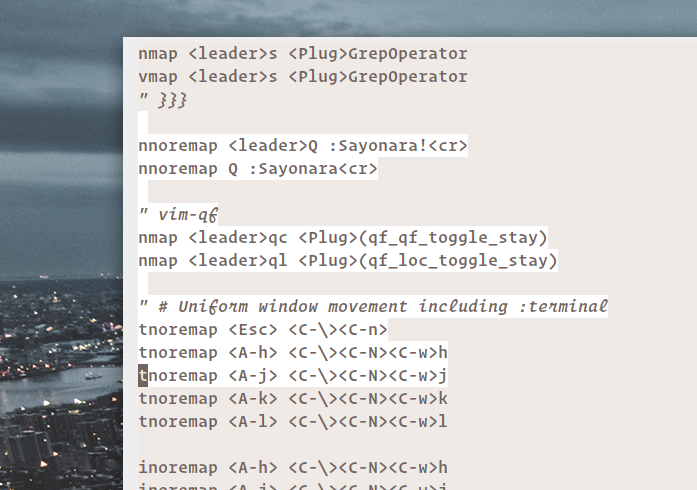 nmap <leader>s <Plug>GrepOperator
vmap <leader>s <Plug>GrepOperator
" }}}
nnoremap <leader>Q :Sayonara!<cr>
nnoremap Q :Sayonara<cr>
" vim-qf
nmap <leader>qc <Plug>(qf_qf_toggle_stay)
nmap <leader>ql <Plug>(qf_loc_toggle_stay)
" # Uniform window movement including :terminal
tnoremap <Esc> <C-\><C-n>
tnoremap <A-h> <C-\><C-N><C-w>h
tnoremap <A-j> <C-\><C-N><C-w>j
tnoremap <A-k> <C-\><C-N><C-w>k
tnoremap <A-l> <C-\><C-N><C-w>l
inoremap <A-h> <C-\><C-N><C-w>h
inoremap <A-j> <C-\><C-N><C-w>j